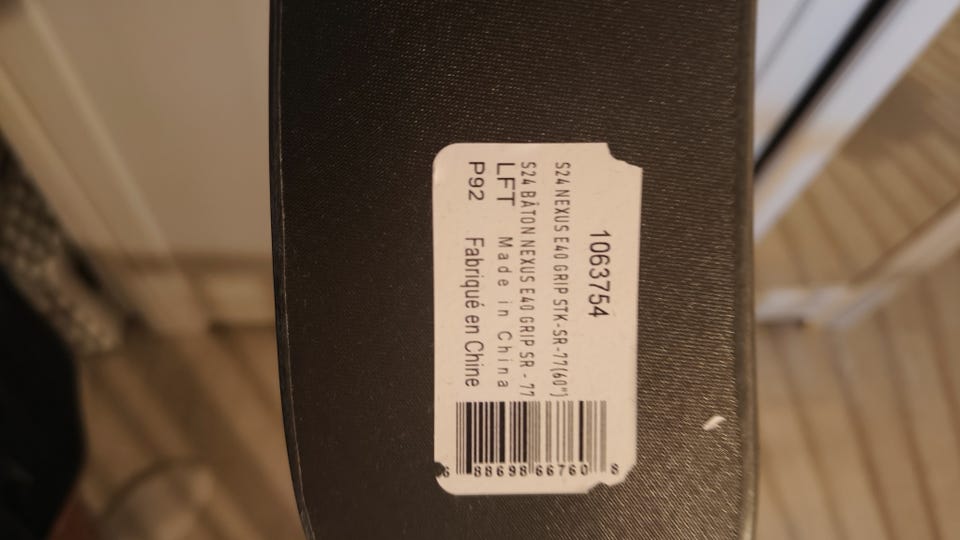 1063754
S24 NEXUS E40 GRIP STK-SR-77(60")
S24 BÂTON NEXUS E40 GRIP SR - 77
LFT Made in China
P92 Fabriqué en Chine
6 88698 66760 8